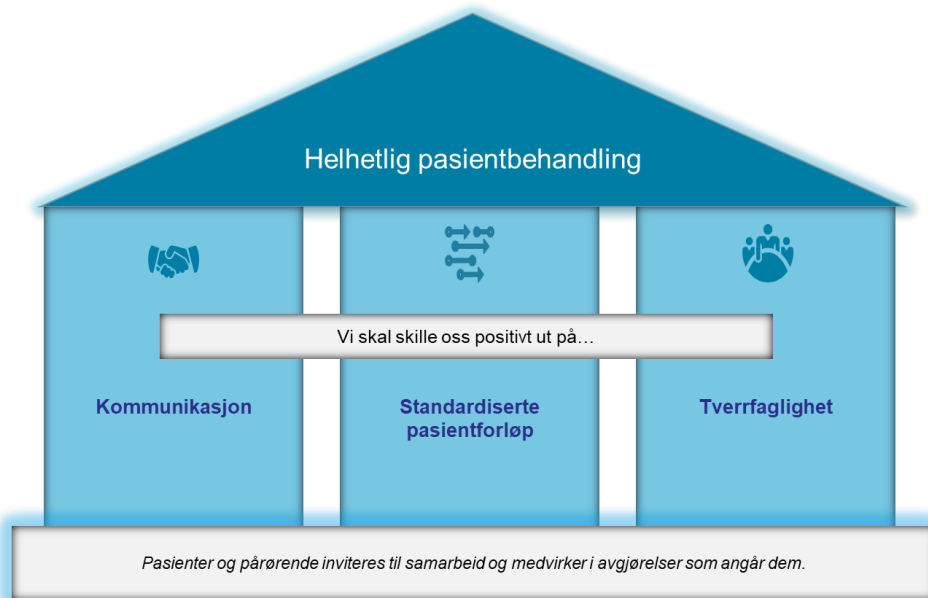 Helhetlig pasientbehandling
Vi skal skille oss positivt ut på…
Kommunikasjon
Standardiserte
pasientforløp
Tverrfaglighet
Pasienter og pårørende inviteres til samarbeid og medvirker i avgjørelser som angår dem.